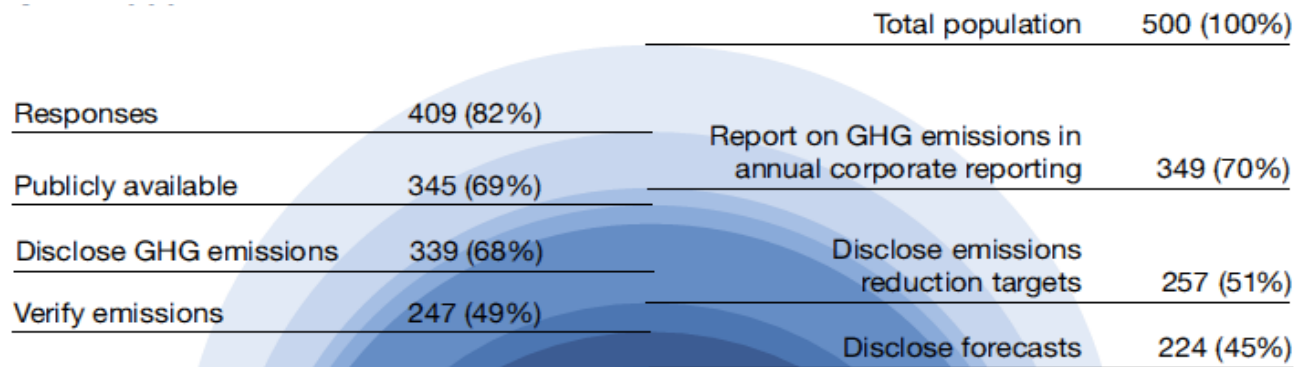 Total population 500 (100%)
Responses 409 (82%)
Report on GHG emissions in
annual corporate reporting 349 (70%)
Publicly available 345 (69%)
Disclose GHG emissions 339 (68%)
Disclose emissions
reduction targets 257 (51%)
Verify emissions 247 (49%)
Disclose forecasts 224 (45%)